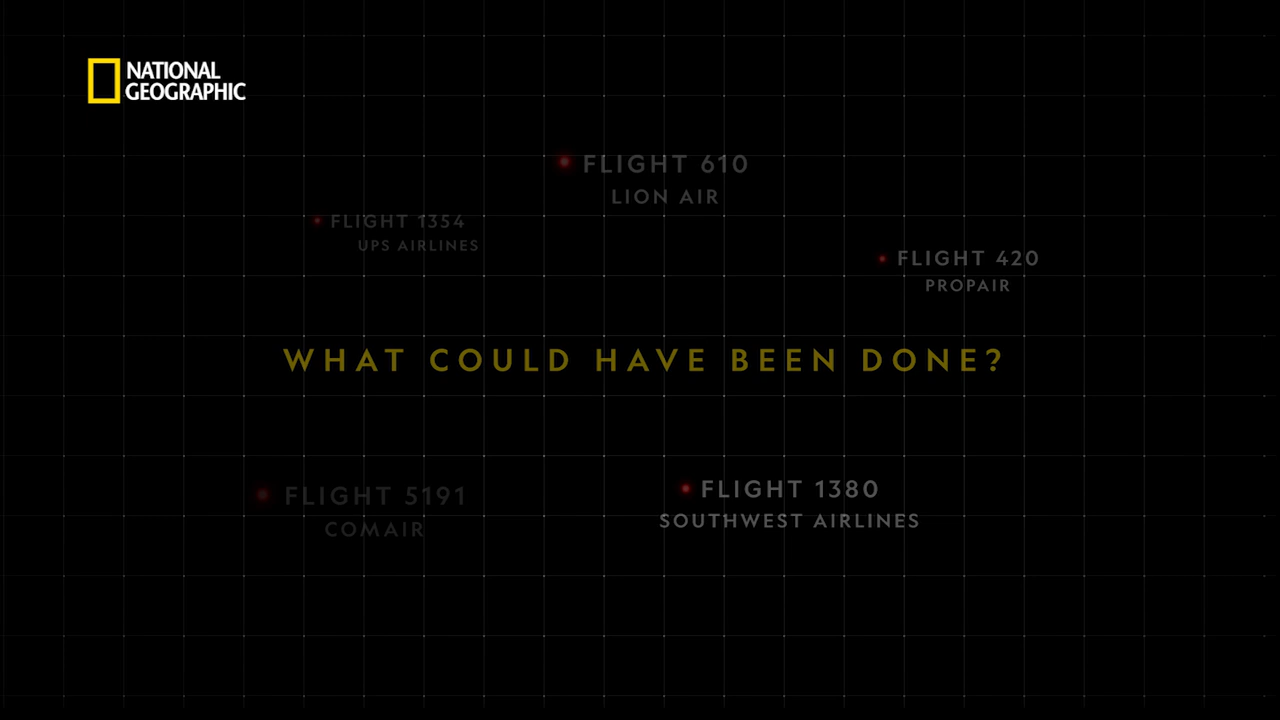 NATIONAL
GEOGRAPHIC
FLIGHT 610
LION AIR
FLIGHT 1354
UPS AIRLINES
FLIGHT 420
PROPAIR
WHAT COULD HAVE BEEN DONE?
FLIGHT 5191
COMAIR
FLIGHT 1380
SOUTHWEST AIRLINES